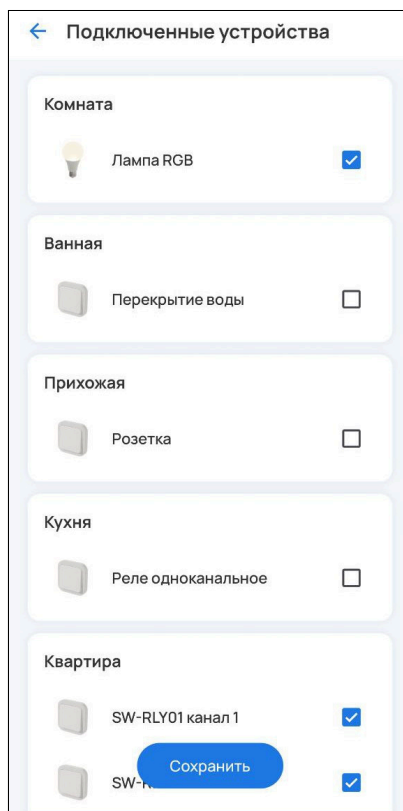 Подключенные устройства
Комната
Лампа RGB
Ванная
Перекрытие воды
Прихожая
Розетка
Кухня
Реле одноканальное
Квартира
SW-RLY01 канал 1
Сохранить